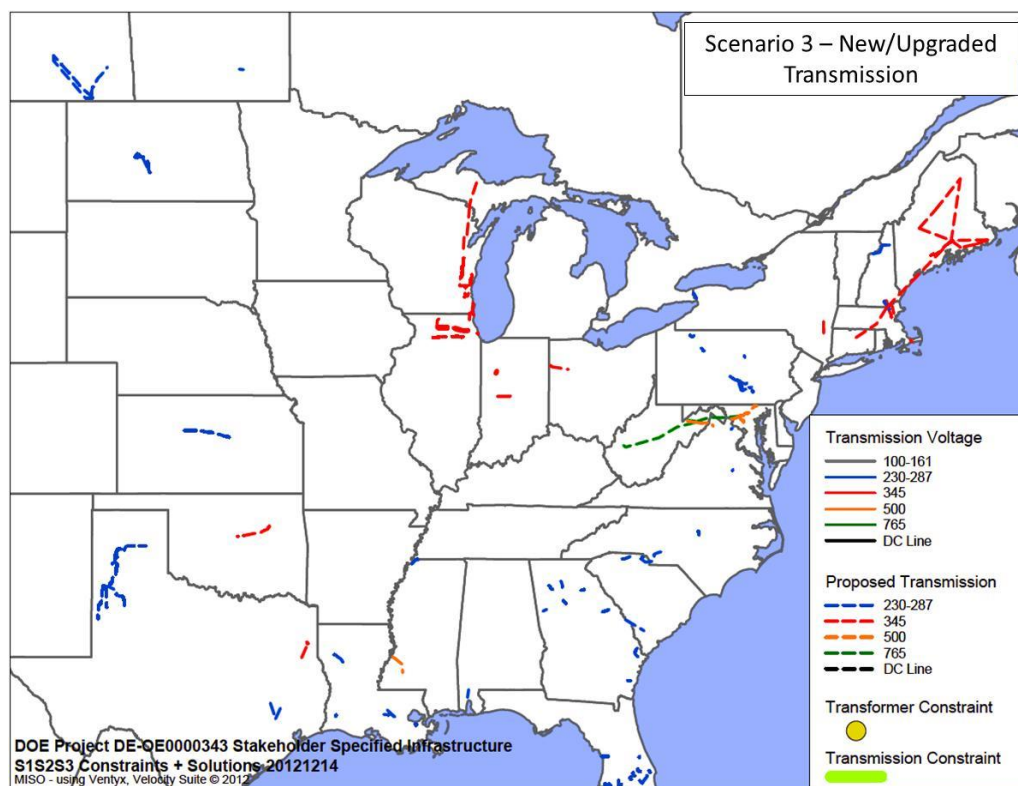 Scenario 3 – New/Upgraded
Transmission
Transmission Voltage
100-161
230-287
345
500
765
DC Line
Proposed Transmission
230-287
345
500
765
DC Line
Transformer Constraint
Transmission Constraint
DOE Project DE-OE0000343 Stakeholder Specified Infrastructure
S1S2S3 Constraints + Solutions 20121214
MISO - using Ventyx, Velocity Suite © 2012